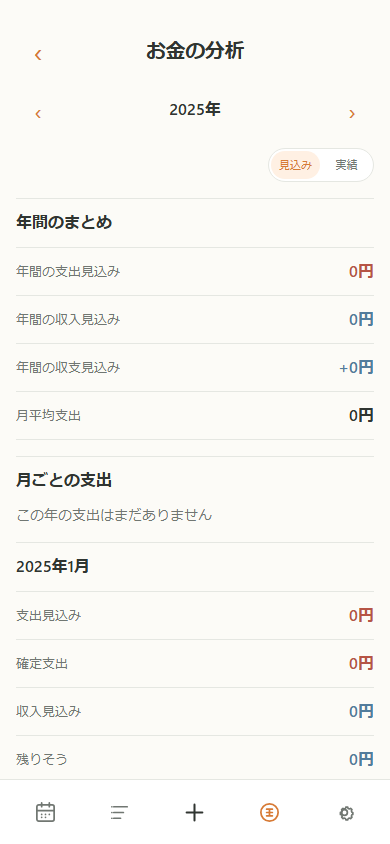 お金の分析
2025年
見込み 実績
年間のまとめ
年間の支出見込み 0円
年間の収入見込み 0円
年間の収支見込み +0円
月平均支出 0円
月ごとの支出
この年の支出はまだありません
2025年1月
支出見込み 0円
確定支出 0円
収入見込み 0円
残りそう 0円